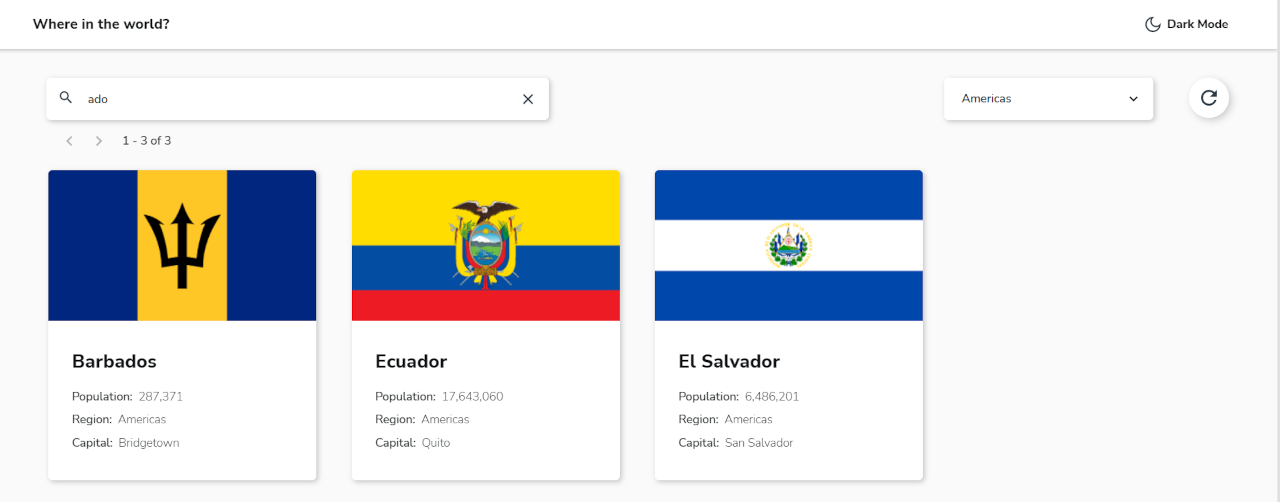 Where in the world?
Dark Mode
ado
Americas
1 - 3 of 3
Barbados
Population: 287,371
Region: Americas
Capital: Bridgetown
Ecuador
Population: 17,643,060
Region: Americas
Capital: Quito
El Salvador
Population: 6,486,201
Region: Americas
Capital: San Salvador